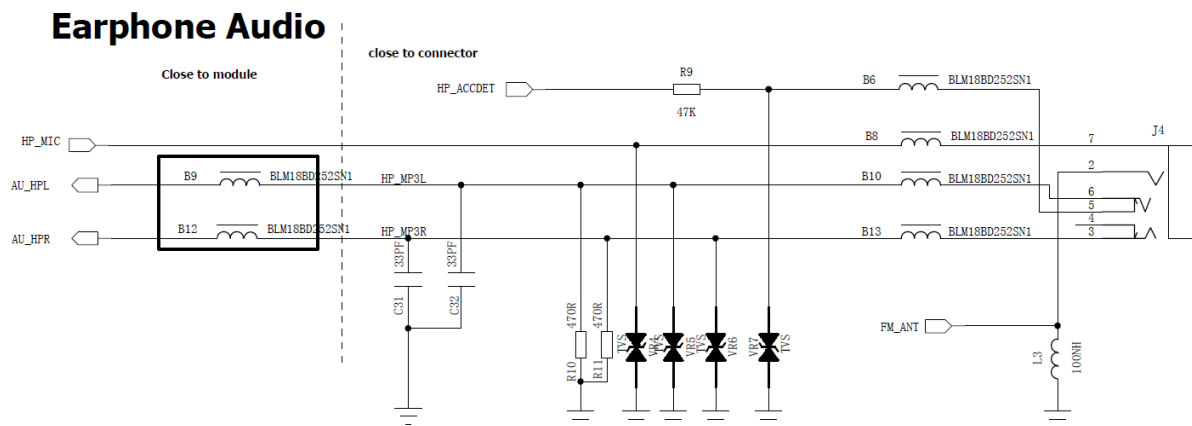 Earphone Audio
close to connector
Close to module
R9
HP_ACCDET
47K
B6
BLM18BD252SN1
HP_MIC
B8
BLM18BD252SN1
7
J4
2
AU_HPL
B9
BLM18BD252SN1
HP_MP3L
B10
BLM18BD252SN1
6
5
AU_HPR
B12
BLM18BD252SN1
HP_MP3R
B13
BLM18BD252SN1
4
3
33PF
C31
33PF
C32
470R
R10
470R
R11
TVS
VR4
TVS
VR5
TVS
VR6
VR7
TVS
FM_ANT
L3
100NH